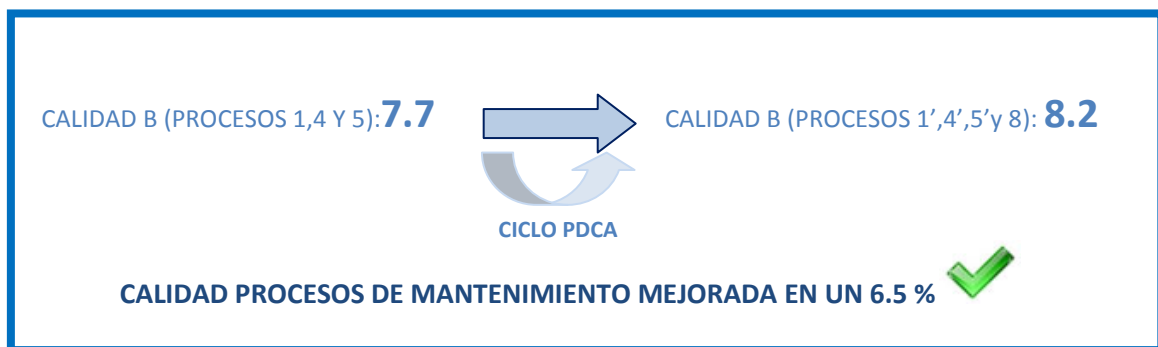 CALIDAD B (PROCESOS 1,4 Y 5):7.7
CALIDAD B (PROCESOS 1’,4’,5’y 8): 8.2
CICLO PDCA
CALIDAD PROCESOS DE MANTENIMIENTO MEJORADA EN UN 6.5 %